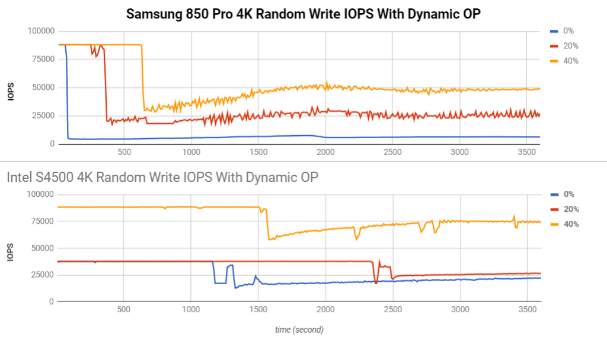 Samsung 850 Pro 4K Random Write IOPS With Dynamic OP
100000
75000
50000
25000
0
IOPS
500 1000 1500 2000 2500 3000 3500
0%
20%
40%
Intel S4500 4K Random Write IOPS With Dynamic OP
100000
75000
50000
25000
0
IOPS
500 1000 1500 2000 2500 3000 3500
time (second)
0%
20%
40%